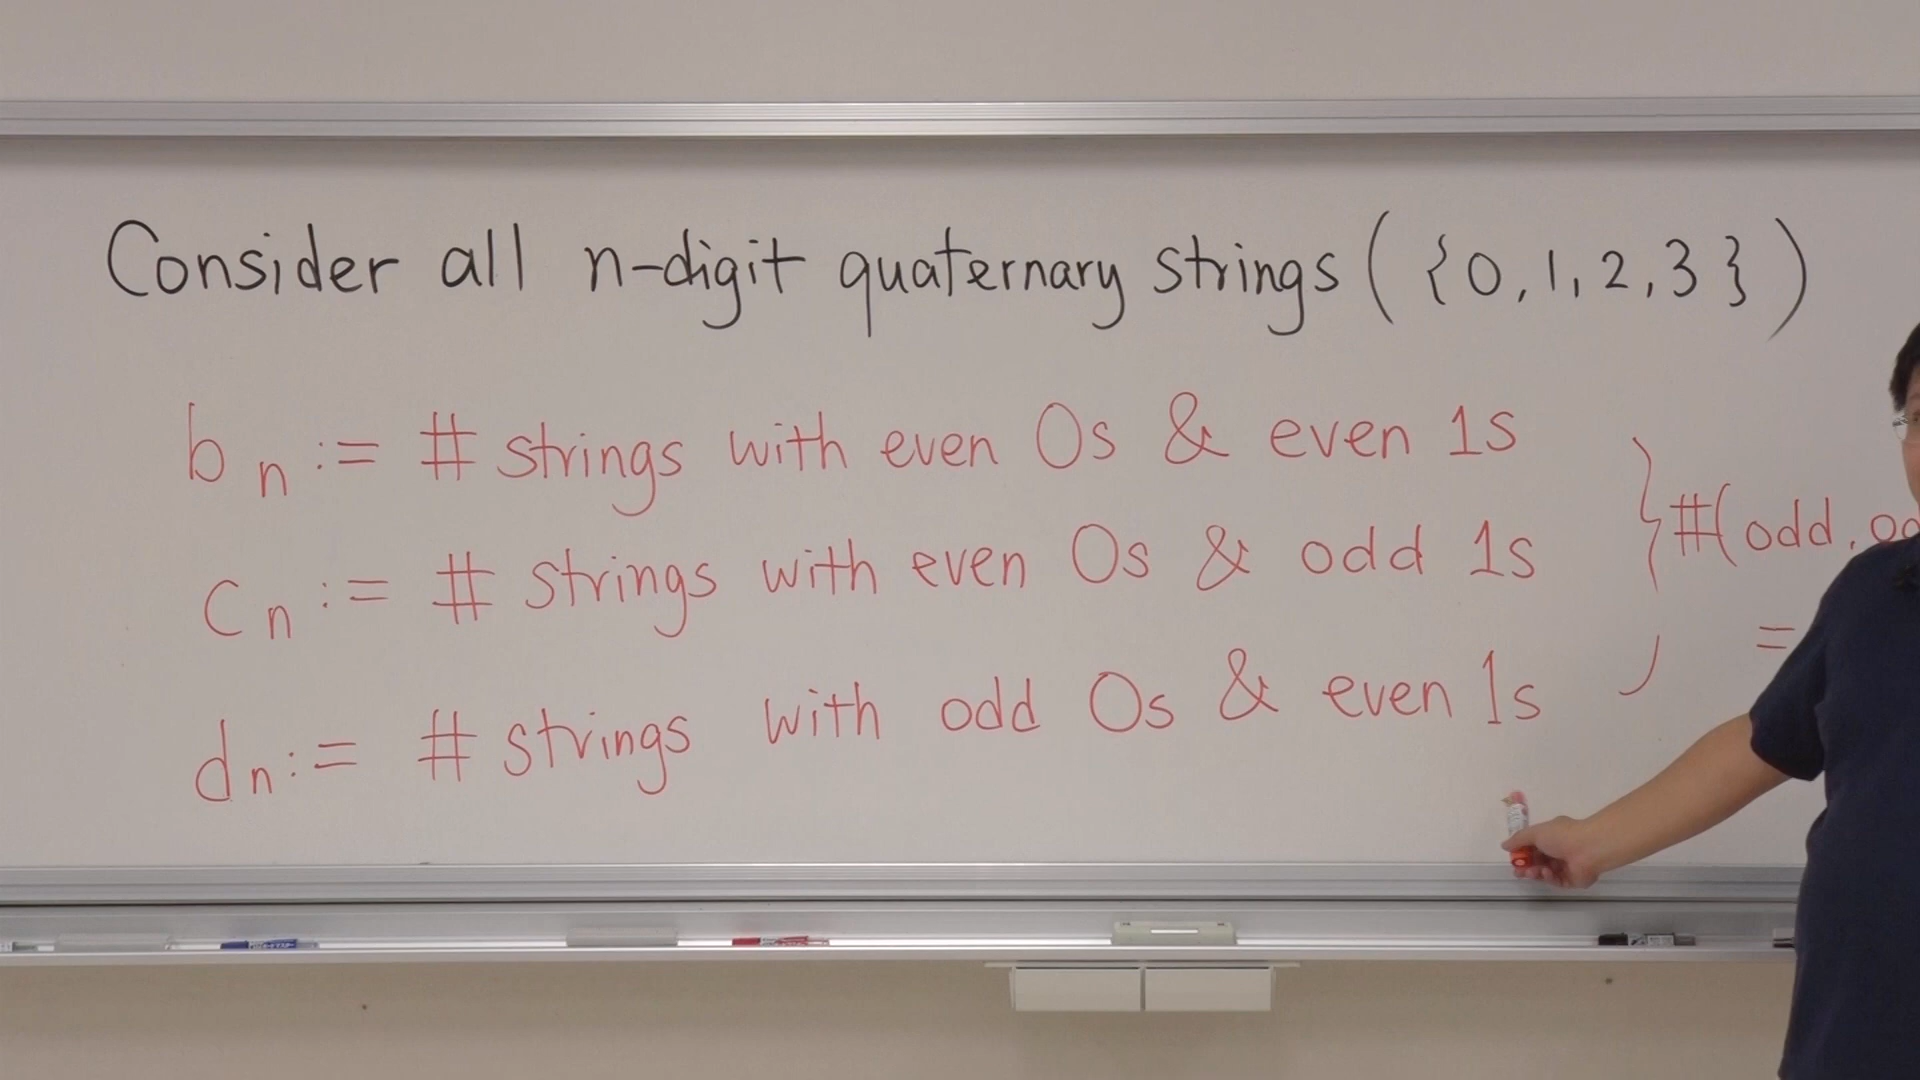 Consider all n-digit quaternary strings ( {0, 1, 2, 3 } )
bn := # strings with even 0s & even 1s
cn := # strings with even 0s & odd 1s
dn := # strings with odd 0s & even 1s
} #(odd,
=